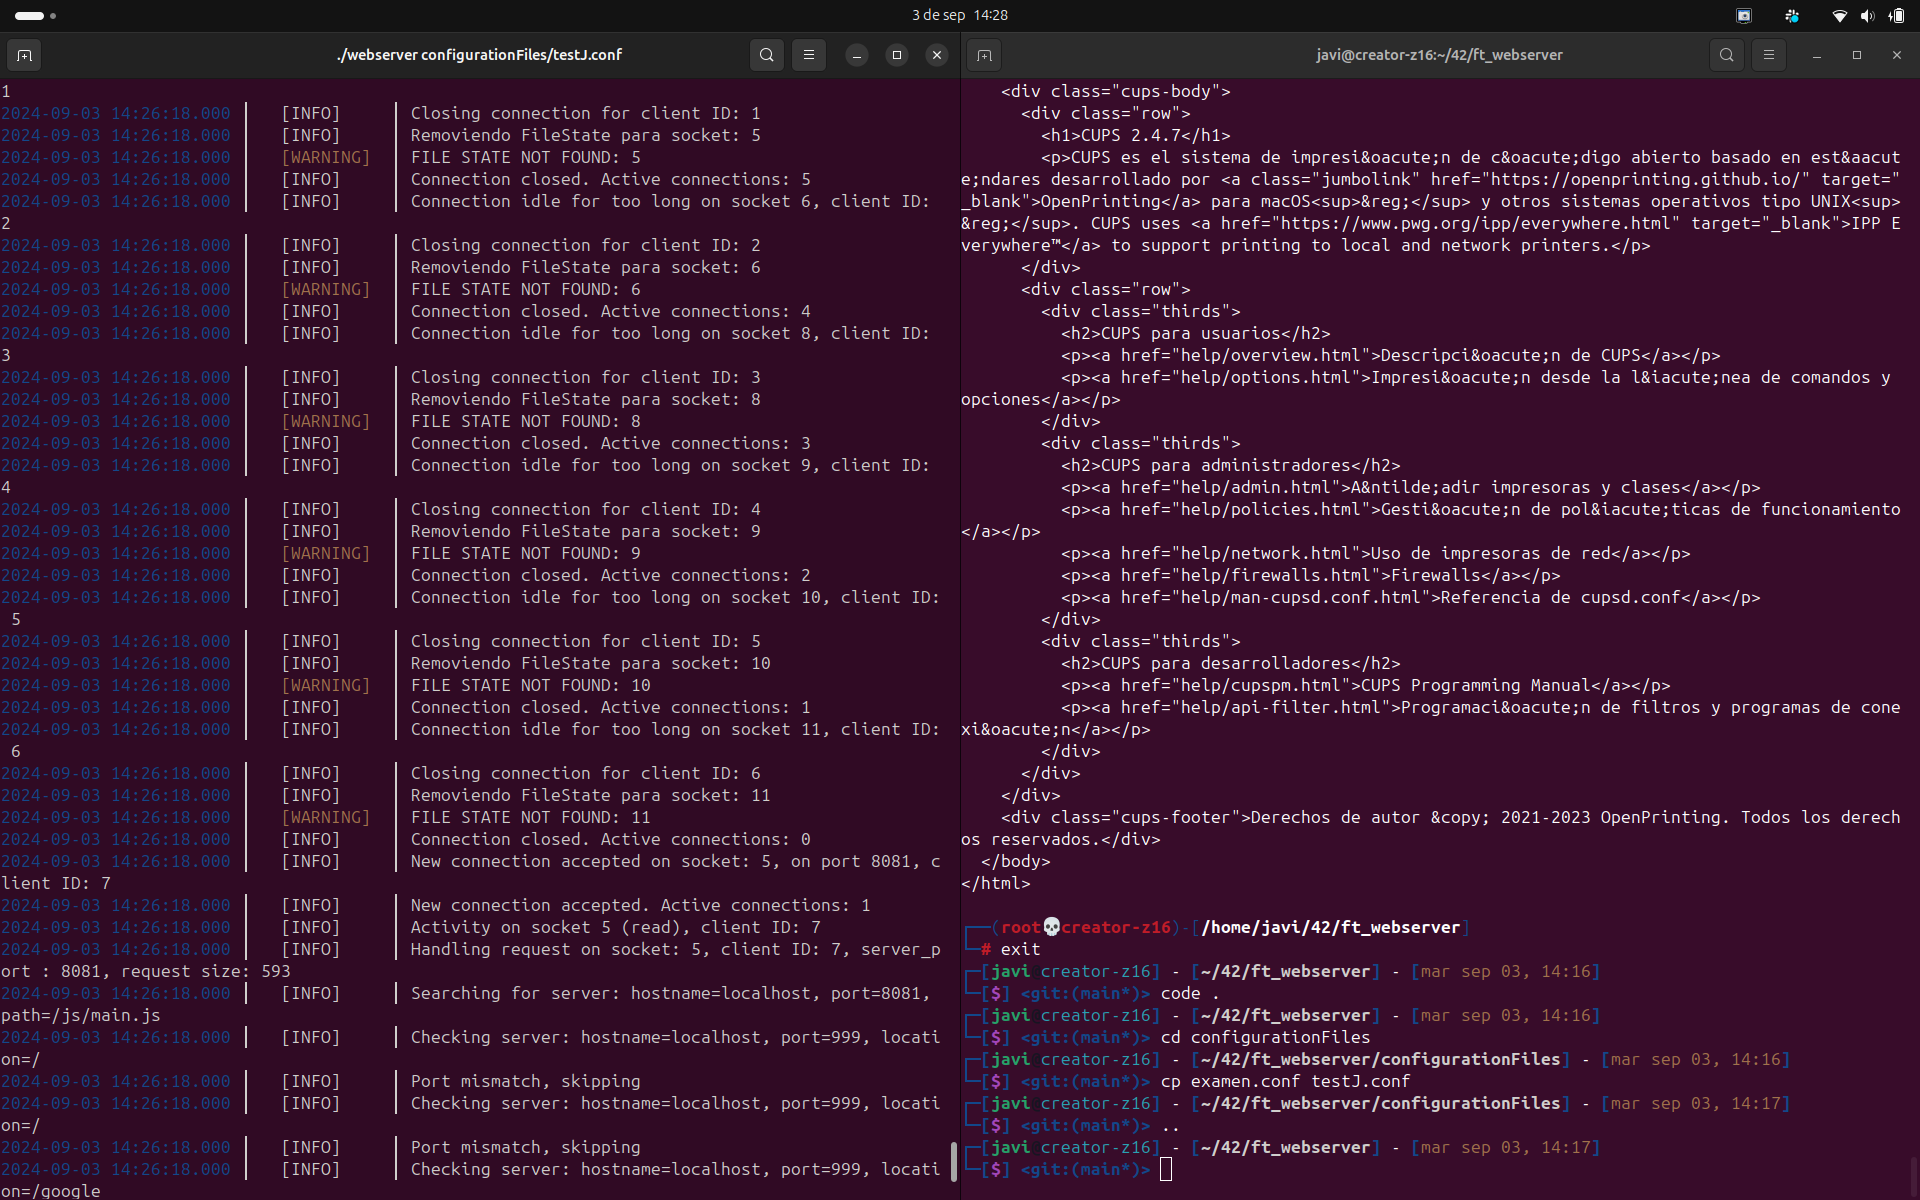 3 de sep  14:28
./webserver configurationFiles/testJ.conf
1
2024-09-03 14:26:18.000 [INFO] Closing connection for client ID: 1
2024-09-03 14:26:18.000 [INFO] Removiendo FileState para socket: 5
2024-09-03 14:26:18.000 [WARNING] FILE STATE NOT FOUND: 5
2024-09-03 14:26:18.000 [INFO] Connection closed. Active connections: 5
2024-09-03 14:26:18.000 [INFO] Connection idle for too long on socket 6, client ID:
2
2024-09-03 14:26:18.000 [INFO] Closing connection for client ID: 2
2024-09-03 14:26:18.000 [INFO] Removiendo FileState para socket: 6
2024-09-03 14:26:18.000 [WARNING] FILE STATE NOT FOUND: 6
2024-09-03 14:26:18.000 [INFO] Connection closed. Active connections: 4
2024-09-03 14:26:18.000 [INFO] Connection idle for too long on socket 8, client ID:
3
2024-09-03 14:26:18.000 [INFO] Closing connection for client ID: 3
2024-09-03 14:26:18.000 [INFO] Removiendo FileState para socket: 8
2024-09-03 14:26:18.000 [WARNING] FILE STATE NOT FOUND: 8
2024-09-03 14:26:18.000 [INFO] Connection closed. Active connections: 3
2024-09-03 14:26:18.000 [INFO] Connection idle for too long on socket 9, client ID:
4
2024-09-03 14:26:18.000 [INFO] Closing connection for client ID: 4
2024-09-03 14:26:18.000 [INFO] Removiendo FileState para socket: 9
2024-09-03 14:26:18.000 [WARNING] FILE STATE NOT FOUND: 9
2024-09-03 14:26:18.000 [INFO] Connection closed. Active connections: 2
2024-09-03 14:26:18.000 [INFO] Connection idle for too long on socket 10, client ID:
5
2024-09-03 14:26:18.000 [INFO] Closing connection for client ID: 5
2024-09-03 14:26:18.000 [INFO] Removiendo FileState para socket: 10
2024-09-03 14:26:18.000 [WARNING] FILE STATE NOT FOUND: 10
2024-09-03 14:26:18.000 [INFO] Connection closed. Active connections: 1
2024-09-03 14:26:18.000 [INFO] Connection idle for too long on socket 11, client ID:
6
2024-09-03 14:26:18.000 [INFO] Closing connection for client ID: 6
2024-09-03 14:26:18.000 [INFO] Removiendo FileState para socket: 11
2024-09-03 14:26:18.000 [WARNING] FILE STATE NOT FOUND: 11
2024-09-03 14:26:18.000 [INFO] Connection closed. Active connections: 0
2024-09-03 14:26:18.000 [INFO] New connection accepted on socket: 5, on port 8081, c
lient ID: 7
2024-09-03 14:26:18.000 [INFO] New connection accepted. Active connections: 1
2024-09-03 14:26:18.000 [INFO] Activity on socket 5 (read), client ID: 7
2024-09-03 14:26:18.000 [INFO] Handling request on socket: 5, client ID: 7, server_p
ort : 8081, request size: 593
2024-09-03 14:26:18.000 [INFO] Searching for server: hostname=localhost, port=8081,
path=/js/main.js
2024-09-03 14:26:18.000 [INFO] Checking server: hostname=localhost, port=999, locati
on=/
2024-09-03 14:26:18.000 [INFO] Port mismatch, skipping
2024-09-03 14:26:18.000 [INFO] Checking server: hostname=localhost, port=999, locati
on=/
2024-09-03 14:26:18.000 [INFO] Port mismatch, skipping
2024-09-03 14:26:18.000 [INFO] Checking server: hostname=localhost, port=999, locati
on=/google
javi@creator-z16:~/42/ft_webserver
<div class="cups-body">
<div class="row">
<h1>CUPS 2.4.7</h1>
<p>CUPS es el sistema de impresi&oacute;n de c&oacute;digo abierto basado en est&aacut
e;ndares desarrollado por <a class="jumbolink" href="https://openprinting.github.io/" target="
_blank">OpenPrinting</a> para macOS<sup>&reg;</sup> y otros sistemas operativos tipo UNIX<sup>
&reg;</sup>. CUPS uses <a href="https://www.pwg.org/ipp/everywhere.html" target="_blank">IPP E
verywhere™</a> to support printing to local and network printers.</p>
</div>
<div class="row">
<div class="thirds">
<h2>CUPS para usuarios</h2>
<p><a href="help/overview.html">Descripci&oacute;n de CUPS</a></p>
<p><a href="help/options.html">Impresi&oacute;n desde la l&iacute;nea de comandos y
opciones</a></p>
</div>
<div class="thirds">
<h2>CUPS para administradores</h2>
<p><a href="help/admin.html">A&ntilde;adir impresoras y clases</a></p>
<p><a href="help/policies.html">Gesti&oacute;n de pol&iacute;ticas de funcionamiento
</a></p>
<p><a href="help/network.html">Uso de impresoras de red</a></p>
<p><a href="help/firewalls.html">Firewalls</a></p>
<p><a href="help/man-cupsd.conf.html">Referencia de cupsd.conf</a></p>
</div>
<div class="thirds">
<h2>CUPS para desarrolladores</h2>
<p><a href="help/cupspm.html">CUPS Programming Manual</a></p>
<p><a href="help/api-filter.html">Programaci&oacute;n de filtros y programas de cone
xi&oacute;n</a></p>
</div>
</div>
</div>
<div class="cups-footer">Derechos de autor &copy; 2021-2023 OpenPrinting. Todos los derech
os reservados.</div>
</body>
</html>
┌──(root💀creator-z16)-[/home/javi/42/ft_webserver]
└─# exit
┌─[javi creator-z16] - [~/42/ft_webserver] - [mar sep 03, 14:16]
└─[$] <git:(main*)> code .
┌─[javi creator-z16] - [~/42/ft_webserver] - [mar sep 03, 14:16]
└─[$] <git:(main*)> cd configurationFiles
┌─[javi creator-z16] - [~/42/ft_webserver/configurationFiles] - [mar sep 03, 14:16]
└─[$] <git:(main*)> cp examen.conf testJ.conf
┌─[javi creator-z16] - [~/42/ft_webserver/configurationFiles] - [mar sep 03, 14:17]
└─[$] <git:(main*)> ..
┌─[javi creator-z16] - [~/42/ft_webserver] - [mar sep 03, 14:17]
└─[$] <git:(main*)>